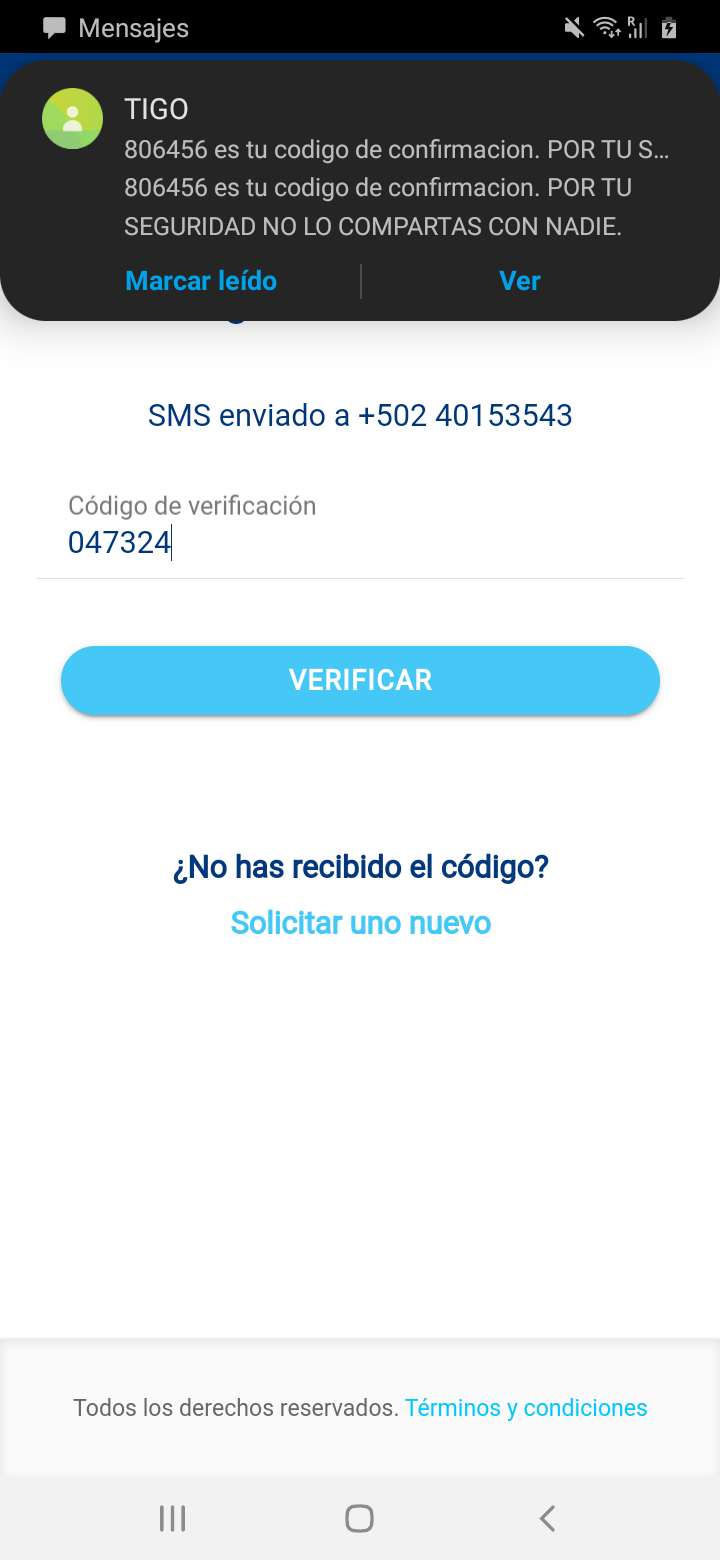 Mensajes
TIGO
806456 es tu codigo de confirmacion. POR TU S...
806456 es tu codigo de confirmacion. POR TU
SEGURIDAD NO LO COMPARTAS CON NADIE.
Marcar leído
Ver
SMS enviado a +502 40153543
Código de verificación
047324
VERIFICAR
¿No has recibido el código?
Solicitar uno nuevo
Todos los derechos reservados. Términos y condiciones